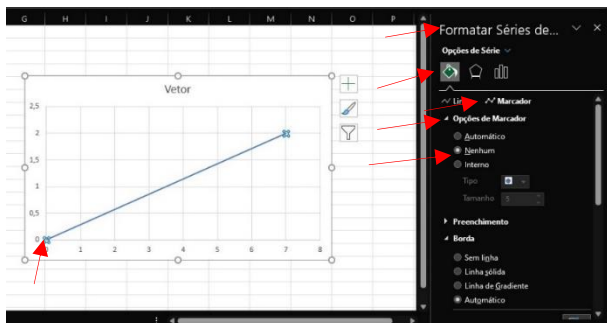 G H I J K L M N O P
Vetor
2,5
2
1,5
1
0,5
0
1 2 3 4 5 6 7 8
Formatar Séries de...
Opções de Série
Marcador
Opções de Marcador
Automático
Nenhum
Interno
Tipo
Tamanho 5
Preenchimento
Borda
Sem linha
Linha sólida
Linha de Gradiente
Automático